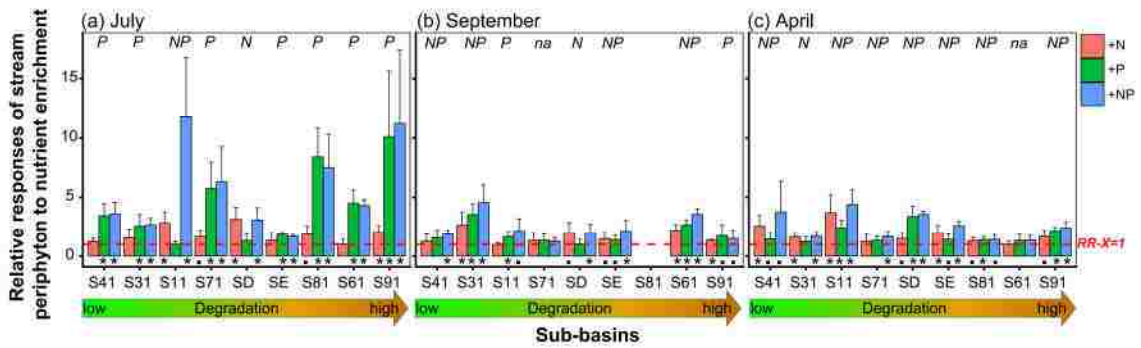 (a) July
(b) September
(c) April
P P NP P N P P P P
NP NP P na N NP NP P
NP N NP NP NP NP NP na NP
+N
+P
+NP
Relative responses of stream
periphyton to nutrient enrichment
15
10
5
0
RR-X=1
S41 S31 S11 S71 SD SE S81 S61 S91
S41 S31 S11 S71 SD SE S81 S61 S91
S41 S31 S11 S71 SD SE S81 S61 S91
low Degradation high
low Degradation high
low Degradation high
Sub-basins